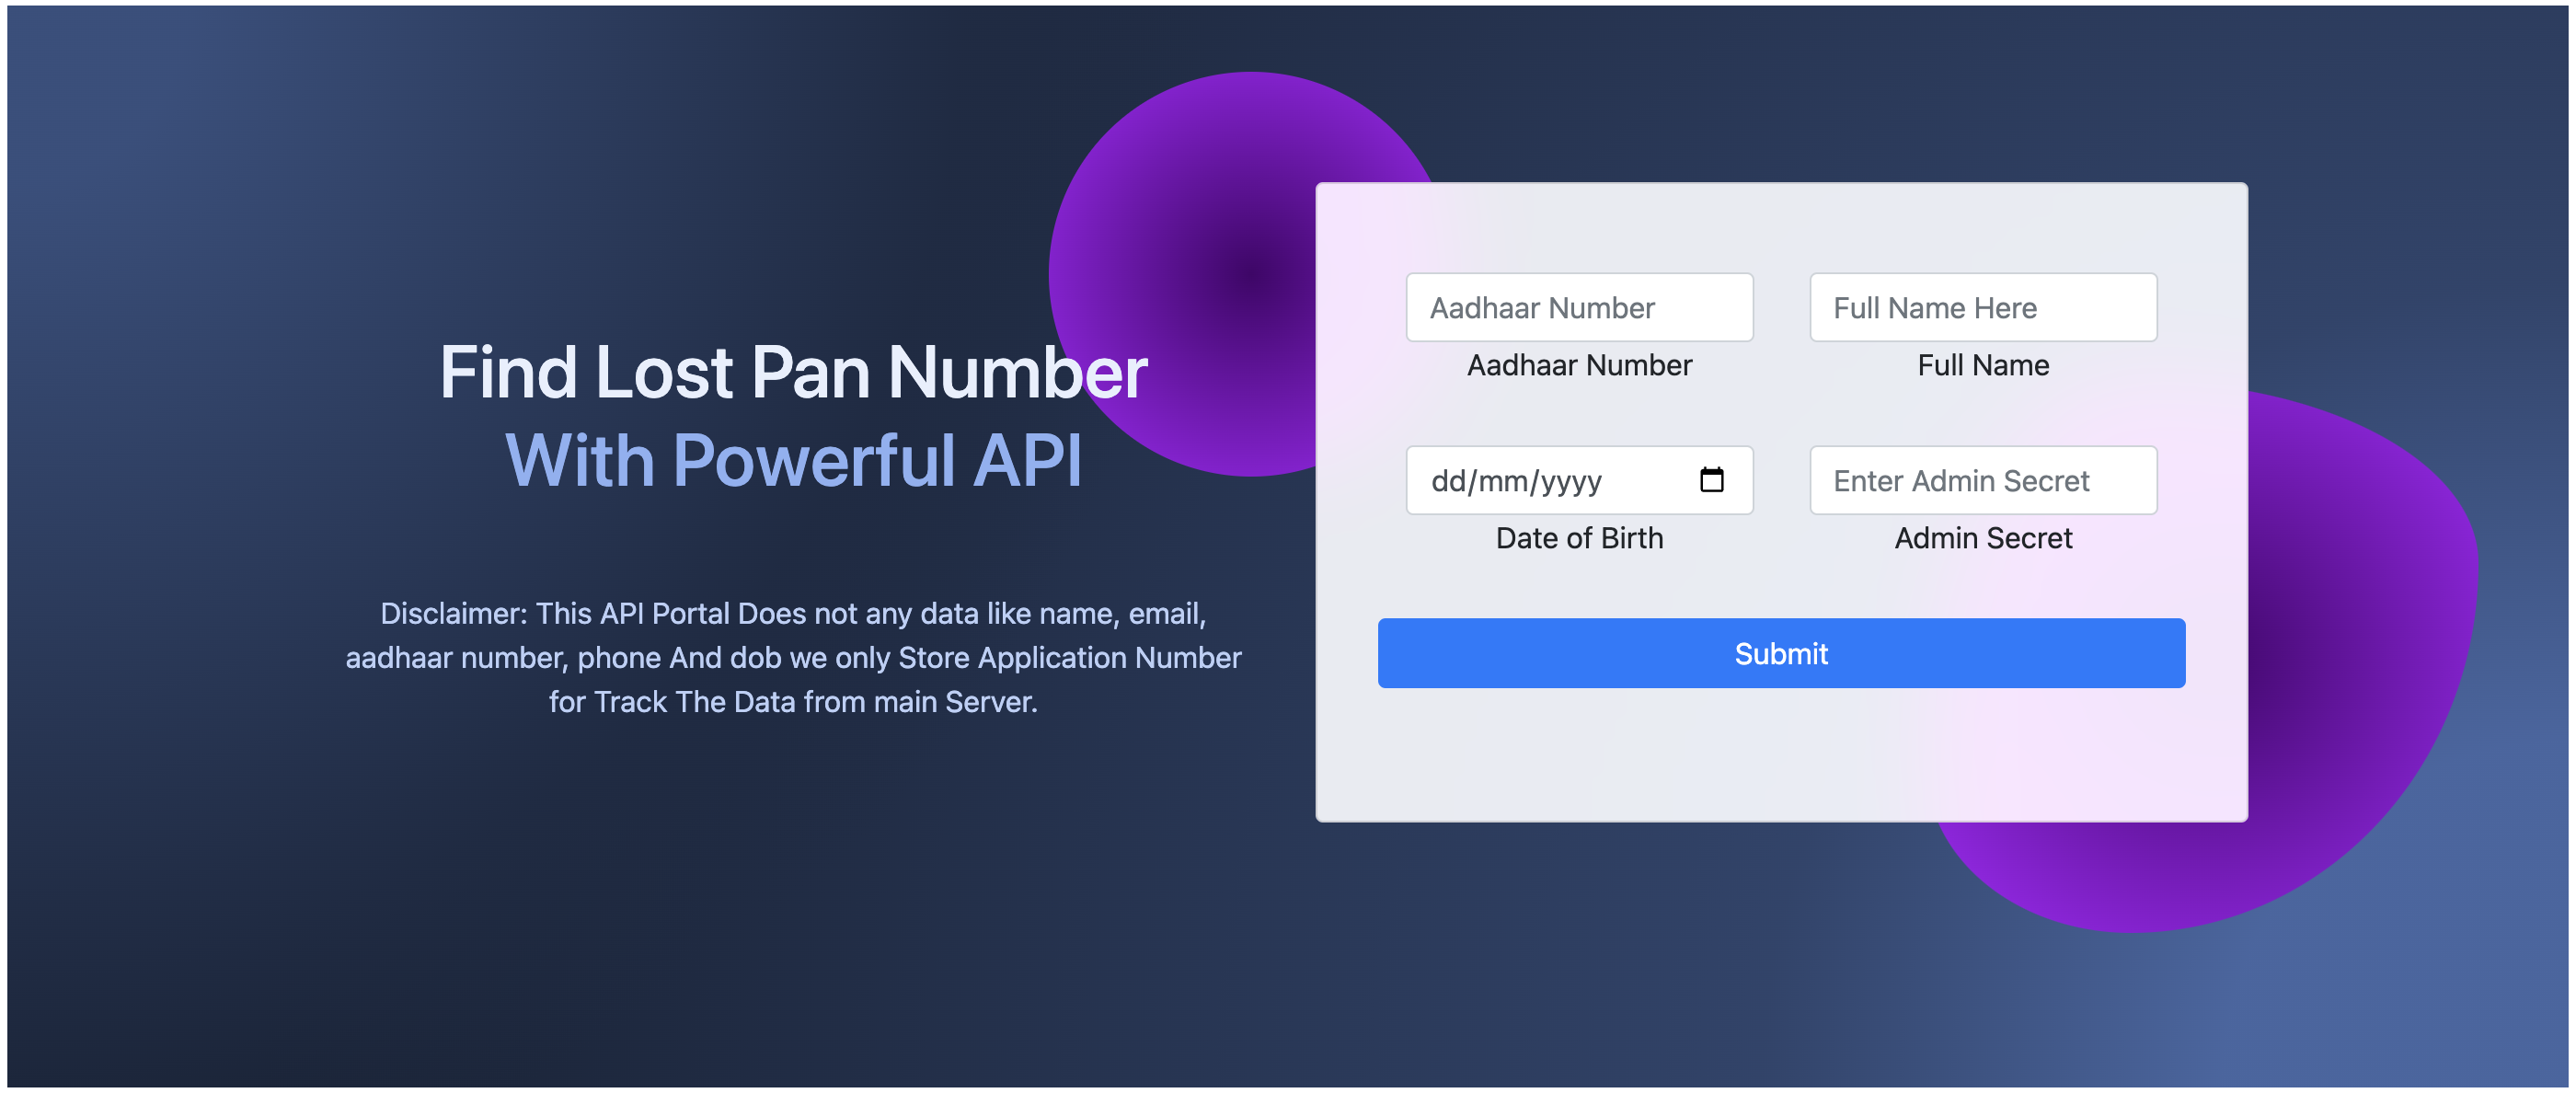 Find Lost Pan Number
With Powerful API
Disclaimer: This API Portal Does not any data like name, email,
aadhaar number, phone And dob we only Store Application Number
for Track The Data from main Server.
Aadhaar Number
Full Name Here
Aadhaar Number
Full Name
dd/mm/yyyy
Enter Admin Secret
Date of Birth
Admin Secret
Submit